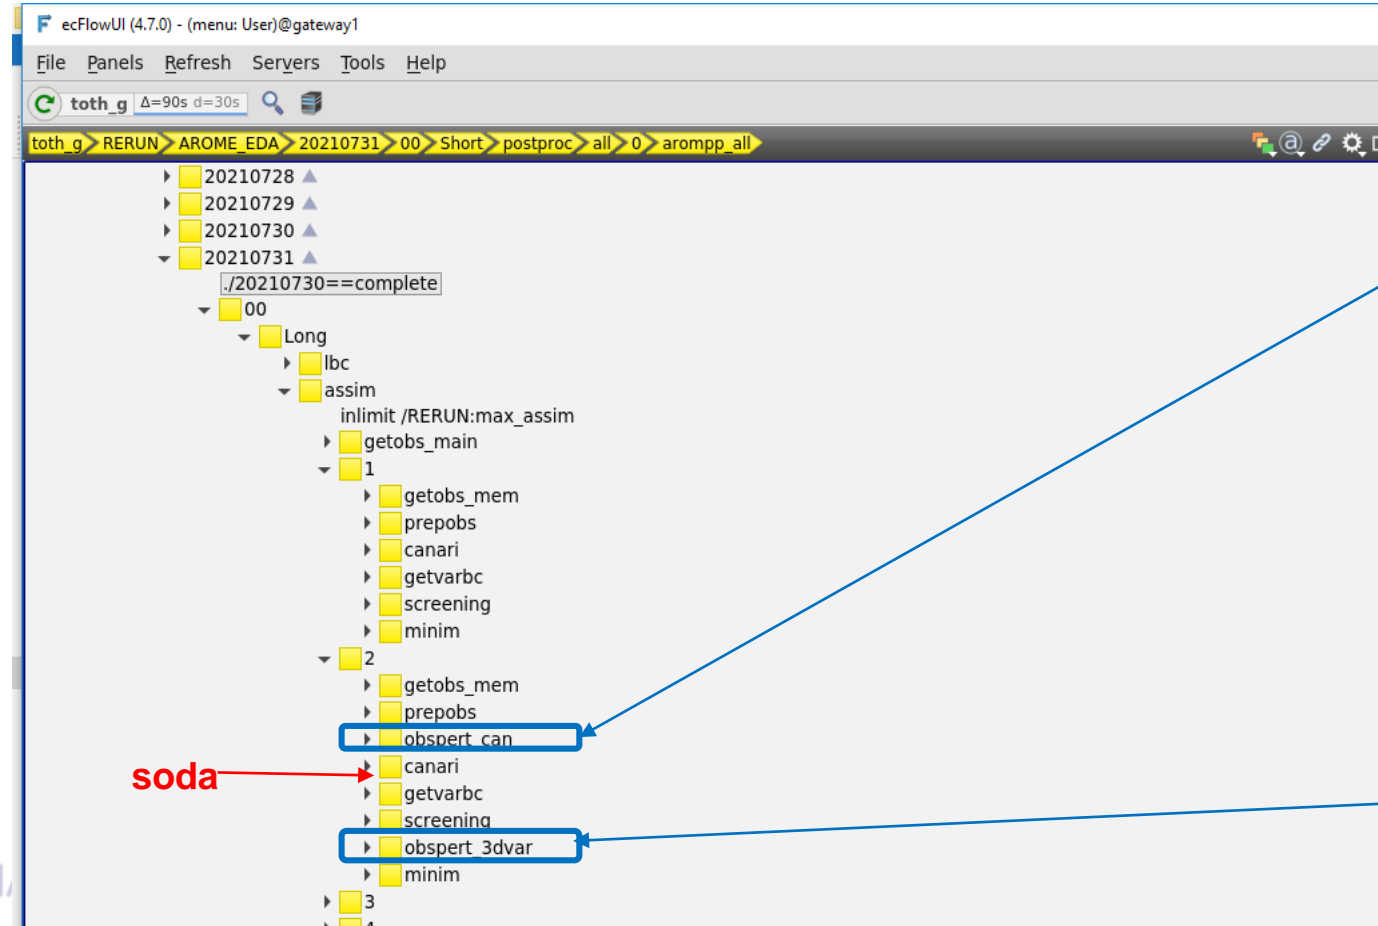 ecFlowUI (4.7.0) - (menu: User)@gateway1
File Panels Refresh Servers Tools Help
toth_g Δ=90s d=30s
toth_g RERUN AROME_EDA 20210731 00 Short postproc all 0 arompp_all
20210728
20210729
20210730
20210731
./20210730==complete
00
Long
lbc
assim
inlimit /RERUN:max_assim
getobs_main
1
getobs_mem
prepobs
canari
getvarbc
screening
minim
2
getobs_mem
prepobs
obspert_can
soda canari
getvarbc
screening
obspert_3dvar
minim
3